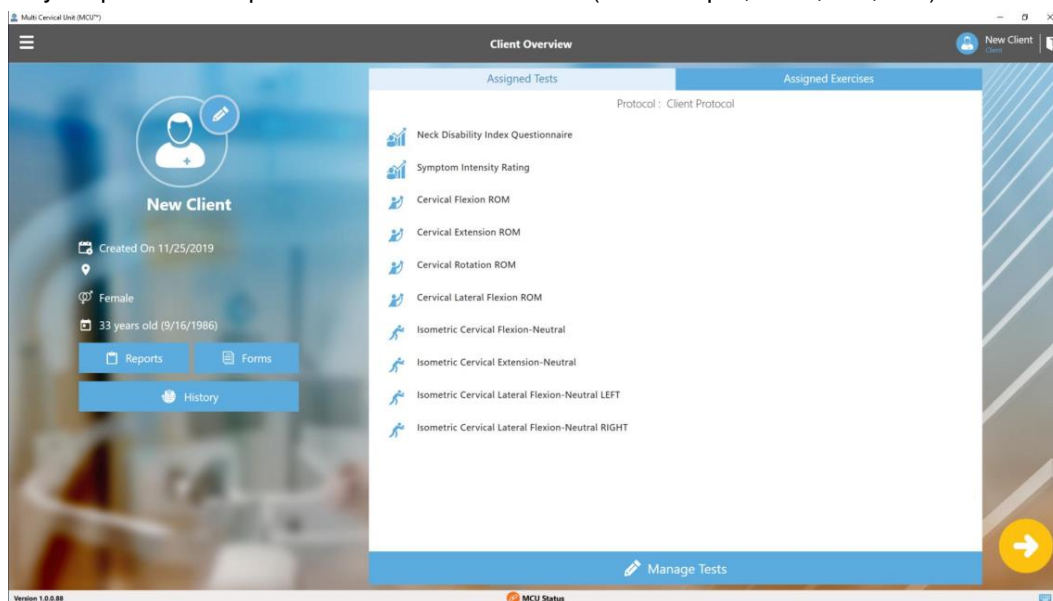 Multi Cervical Unit (MCU™)
Client Overview
New Client
Client
Assigned Tests
Assigned Exercises
Protocol : Client Protocol
Neck Disability Index Questionnaire
Symptom Intensity Rating
Cervical Flexion ROM
Cervical Extension ROM
Cervical Rotation ROM
Cervical Lateral Flexion ROM
Isometric Cervical Flexion-Neutral
Isometric Cervical Extension-Neutral
Isometric Cervical Lateral Flexion-Neutral LEFT
Isometric Cervical Lateral Flexion-Neutral RIGHT
New Client
Created On 11/25/2019
Female
33 years old (9/16/1986)
Reports
Forms
History
Manage Tests
Version 1.0.0.88
MCU Status